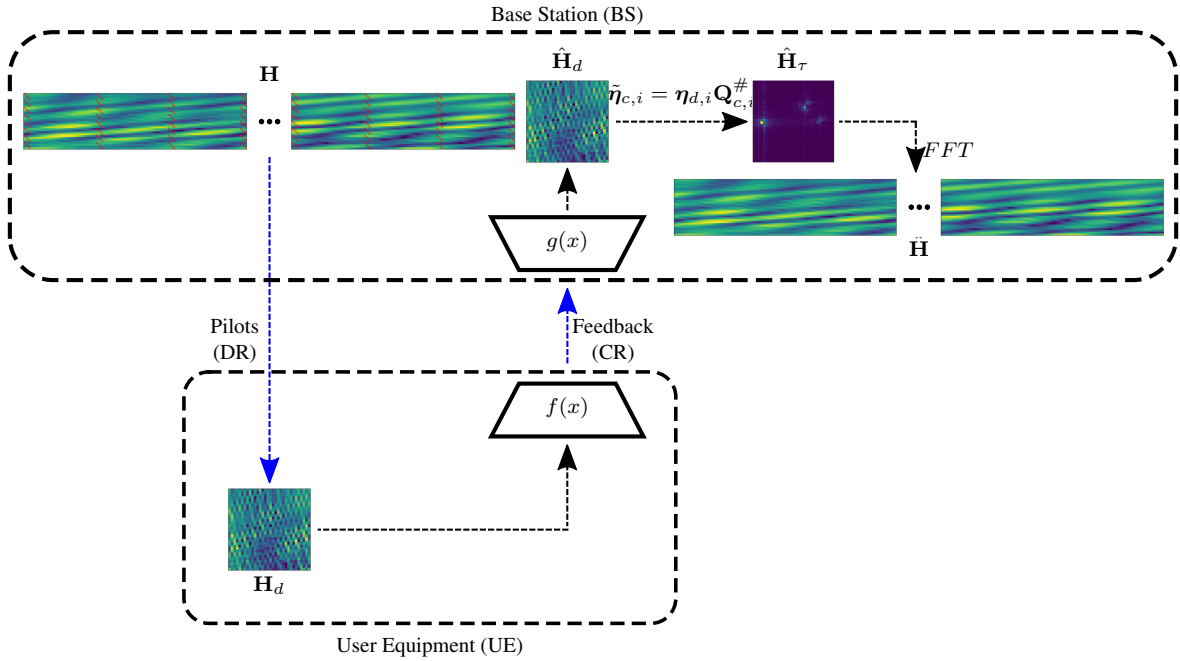 Base Station (BS)
H
Ĥ_d
η̃_{c,i} = η_{d,i}Q^#_{c,i}
Ĥ_τ
FFT
g(x)
Pilots
(DR)
Feedback
(CR)
f(x)
H_d
User Equipment (UE)